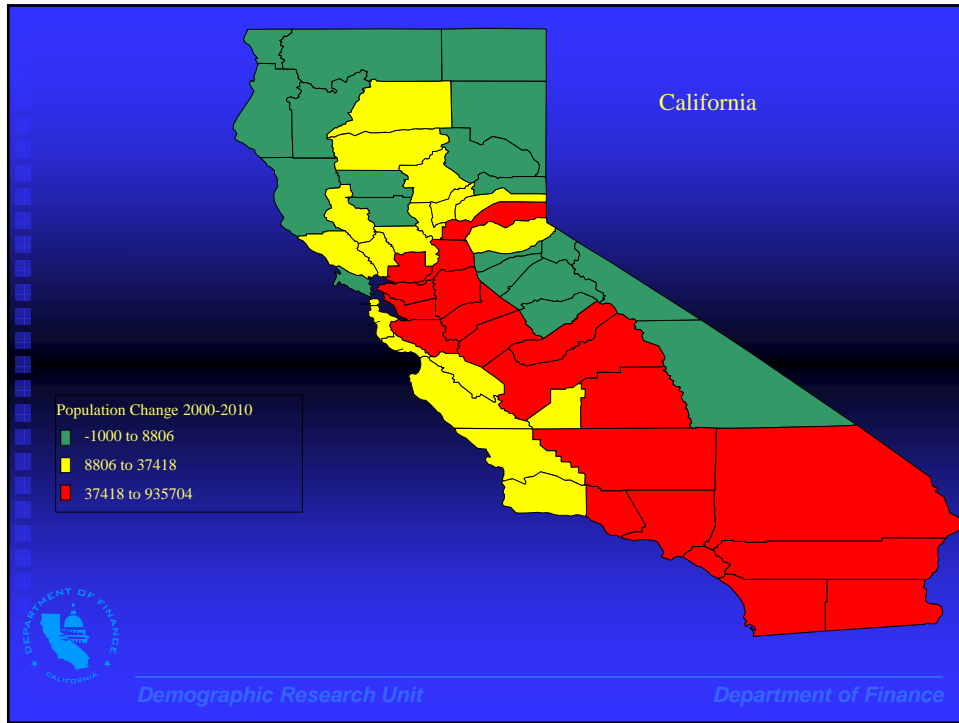 California
Population Change 2000-2010
-1000 to 8806
8806 to 37418
37418 to 935704
DEPARTMENT OF FINANCE
CALIFORNIA
Demographic Research Unit
Department of Finance